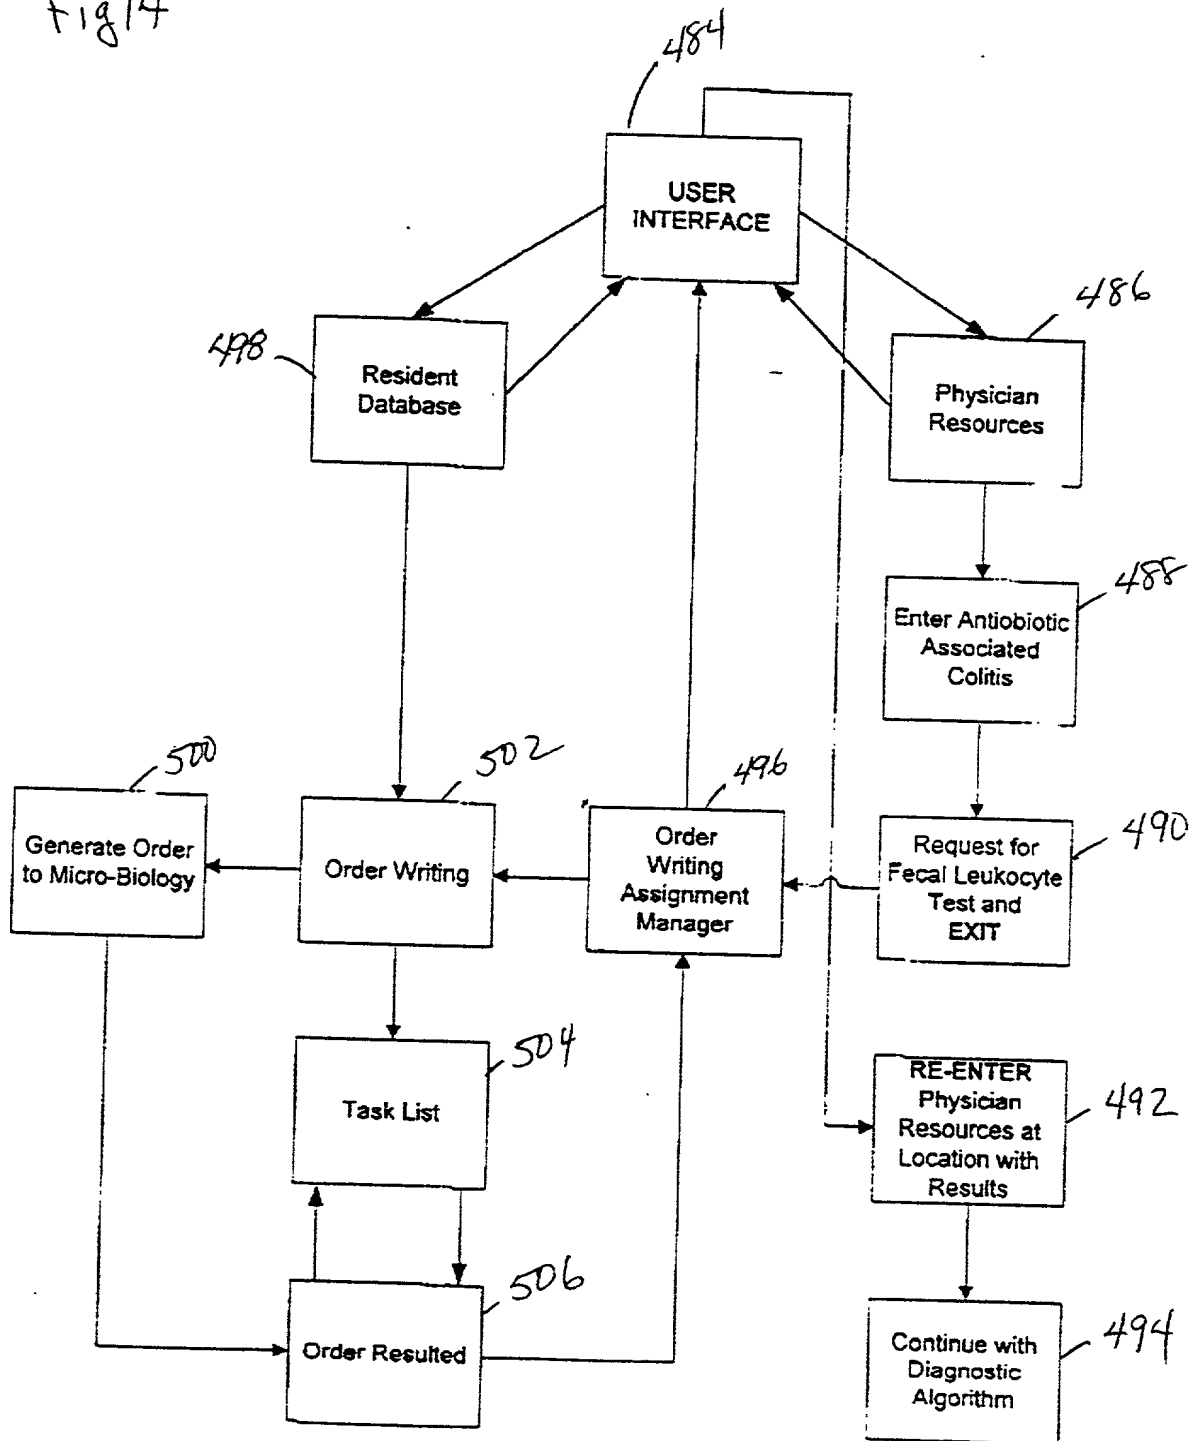 Fig 14
484
USER
INTERFACE
486
498
Resident
Database
Physician
Resources
488
Enter Antiobiotic
Associated
Colitis
500
502
496
490
Generate Order
to Micro-Biology
Order Writing
Order
Writing
Assignment
Manager
Request for
Fecal Leukocyte
Test and
EXIT
504
Task List
RE-ENTER
Physician
Resources at
Location with
Results
492
506
Order Resulted
494
Continue with
Diagnostic
Algorithm